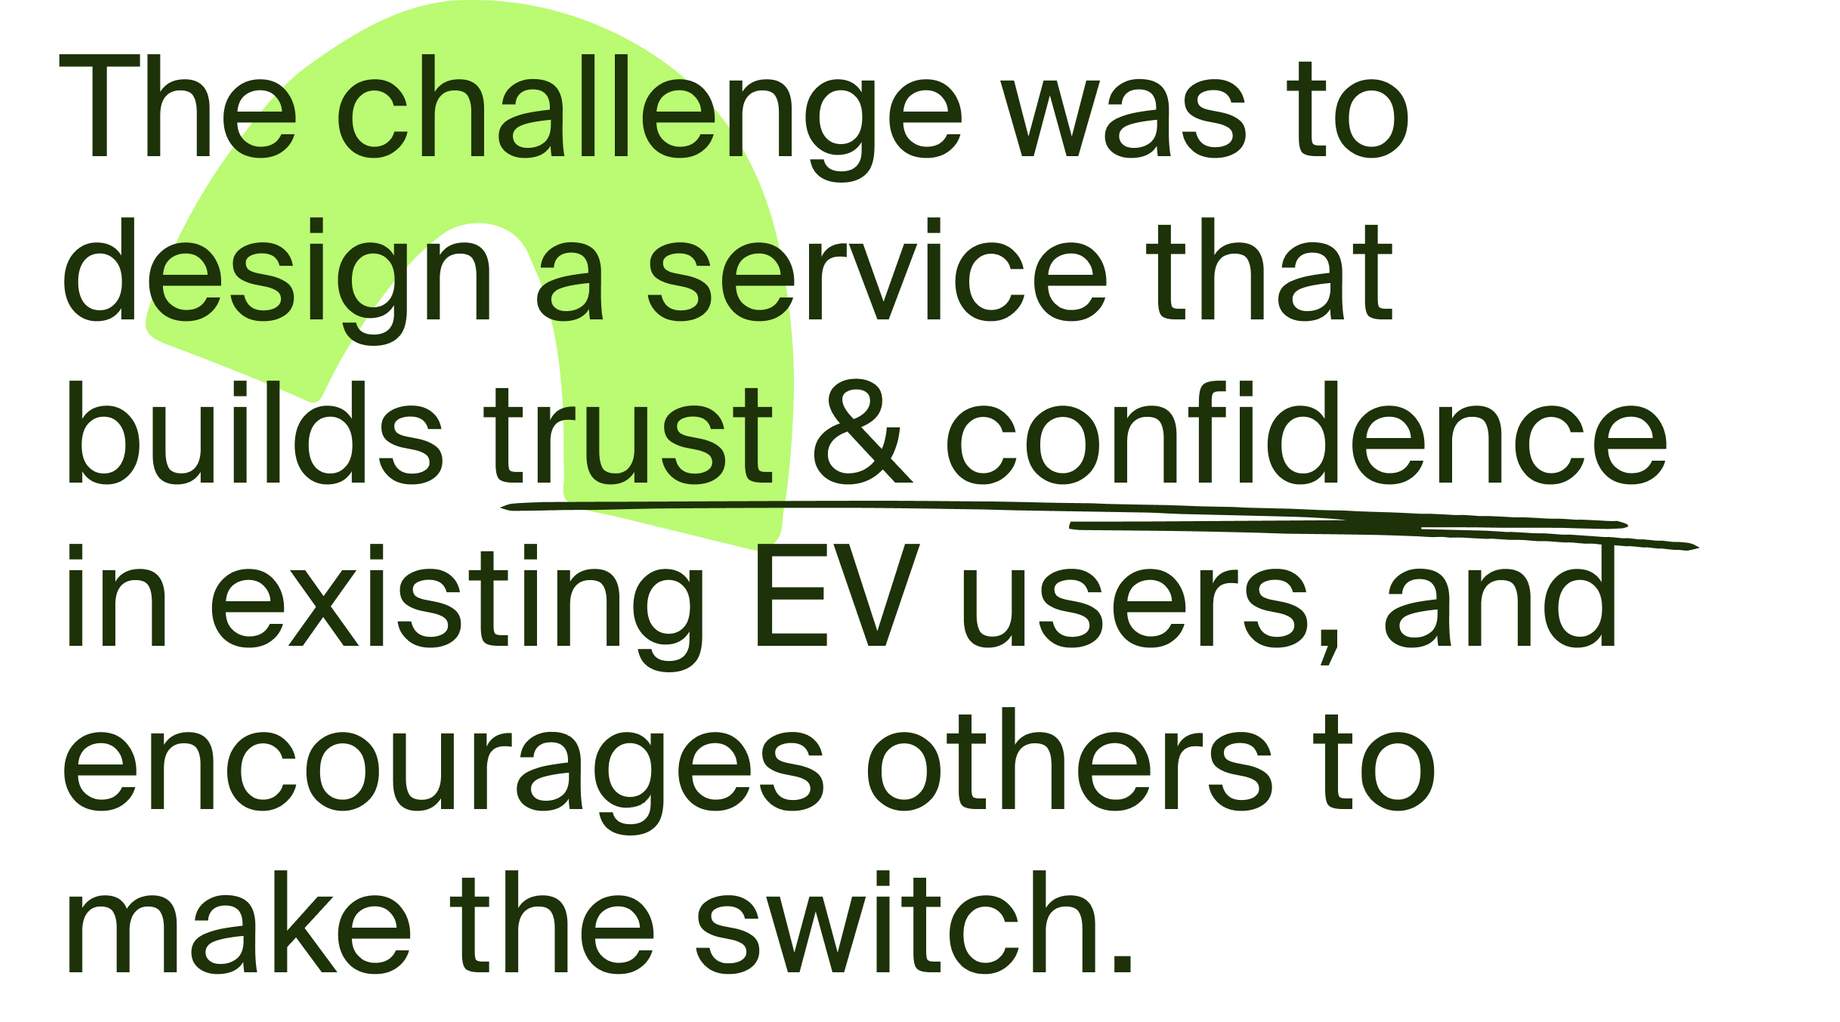 The challenge was to
design a service that
builds trust & confidence
in existing EV users, and
encourages others to
make the switch.